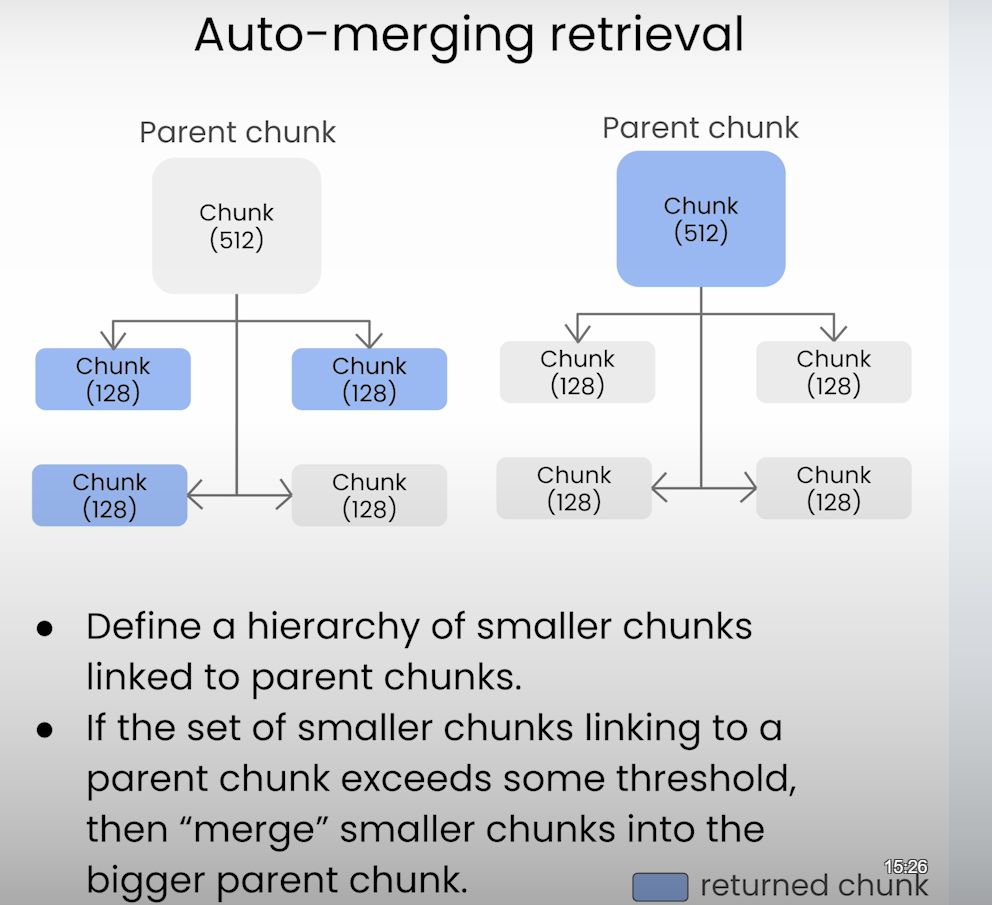 Auto-merging retrieval
Parent chunk
Chunk
(512)
Chunk
(128)
Chunk
(128)
Chunk
(128)
Chunk
(128)
Parent chunk
Chunk
(512)
Chunk
(128)
Chunk
(128)
Chunk
(128)
Chunk
(128)
● Define a hierarchy of smaller chunks
linked to parent chunks.
● If the set of smaller chunks linking to a
parent chunk exceeds some threshold,
then “merge” smaller chunks into the
bigger parent chunk.
15:26
returned chunk